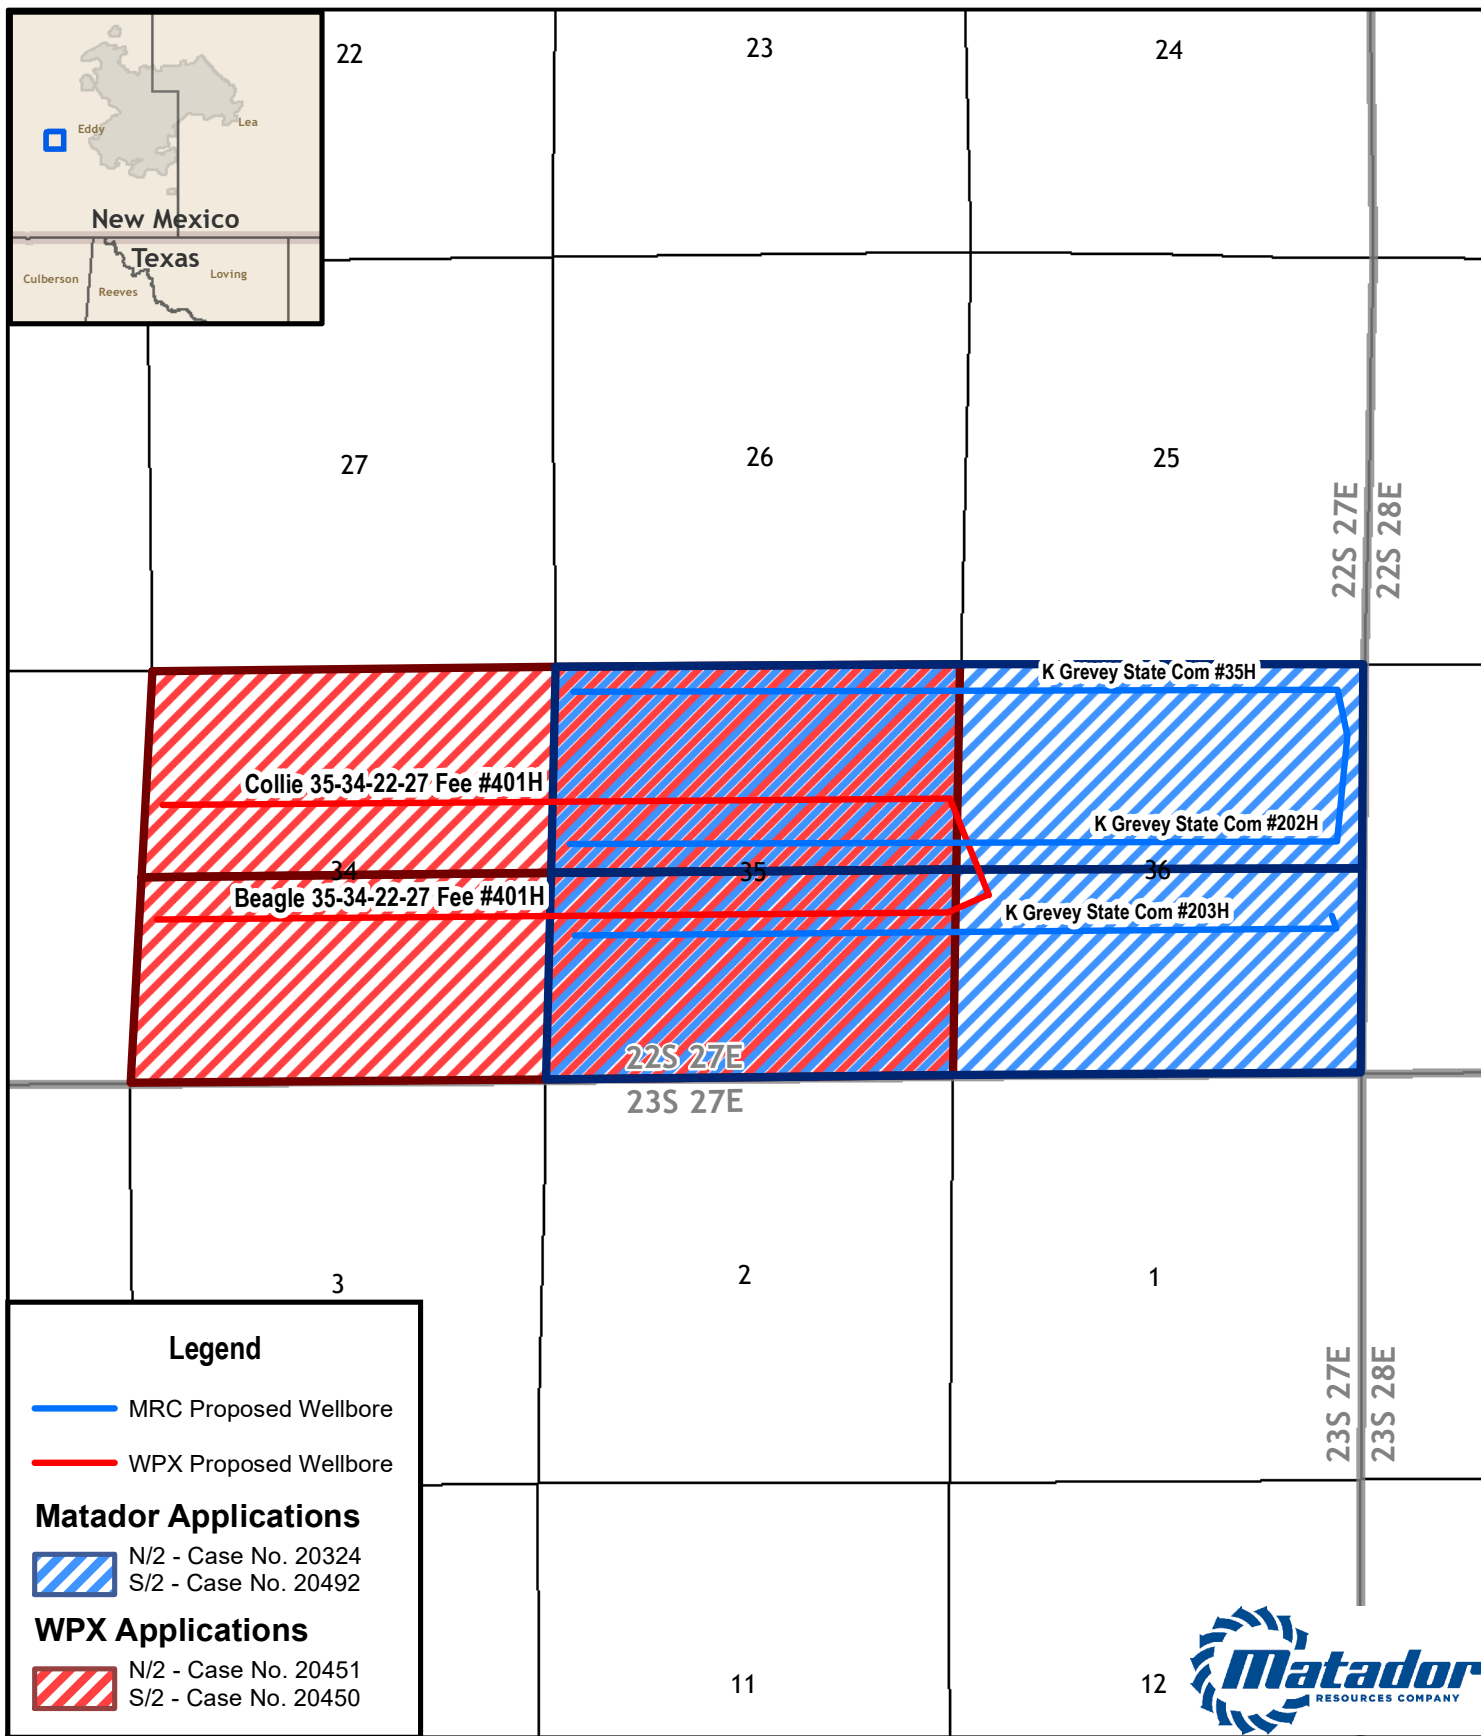 22
23
24
Eddy
Lea
New Mexico
Texas
Culberson
Reeves
Loving
27
26
25
22S 27E
22S 28E
K Grevey State Com #35H
Collie 35-34-22-27 Fee #401H
K Grevey State Com #202H
34
35
36
Beagle 35-34-22-27 Fee #401H
K Grevey State Com #203H
22S 27E
23S 27E
3
2
1
23S 27E
23S 28E
Legend
MRC Proposed Wellbore
WPX Proposed Wellbore
Matador Applications
N/2 - Case No. 20324
S/2 - Case No. 20492
WPX Applications
N/2 - Case No. 20451
S/2 - Case No. 20450
11
12
Matador
RESOURCES COMPANY